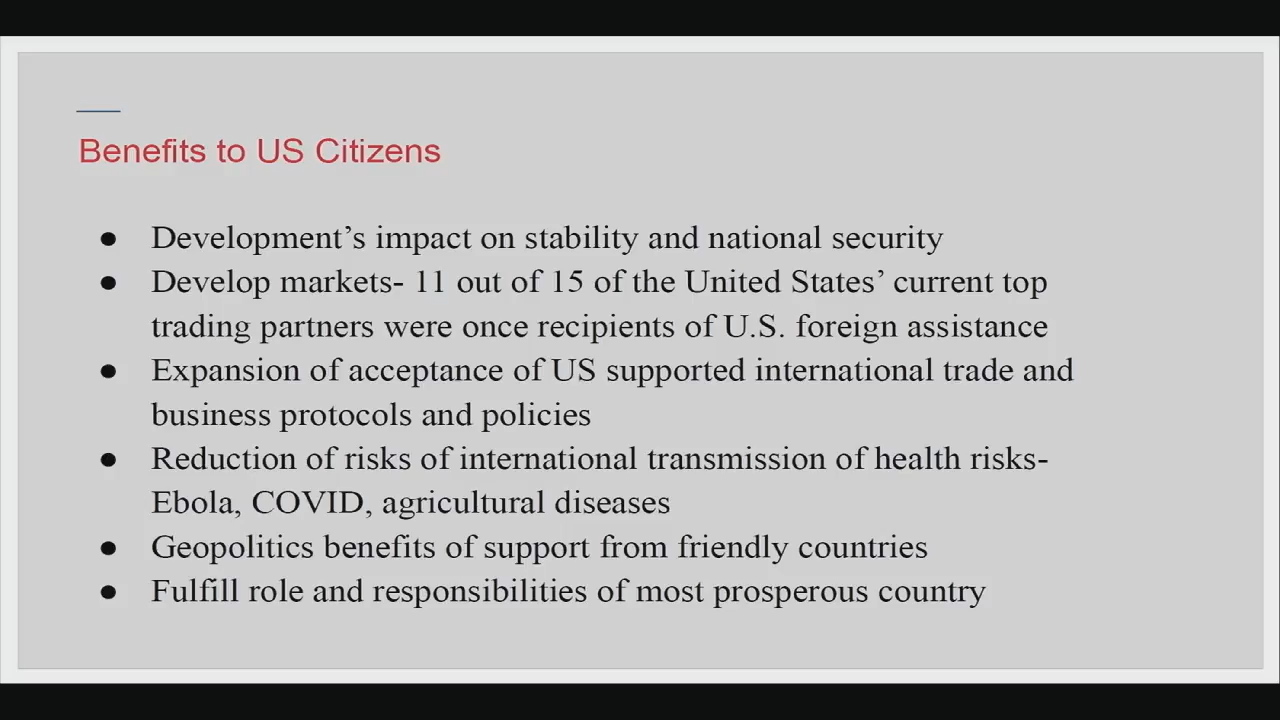 Benefits to US Citizens
● Development’s impact on stability and national security
● Develop markets- 11 out of 15 of the United States’ current top
trading partners were once recipients of U.S. foreign assistance
● Expansion of acceptance of US supported international trade and
business protocols and policies
● Reduction of risks of international transmission of health risks-
Ebola, COVID, agricultural diseases
● Geopolitics benefits of support from friendly countries
● Fulfill role and responsibilities of most prosperous country